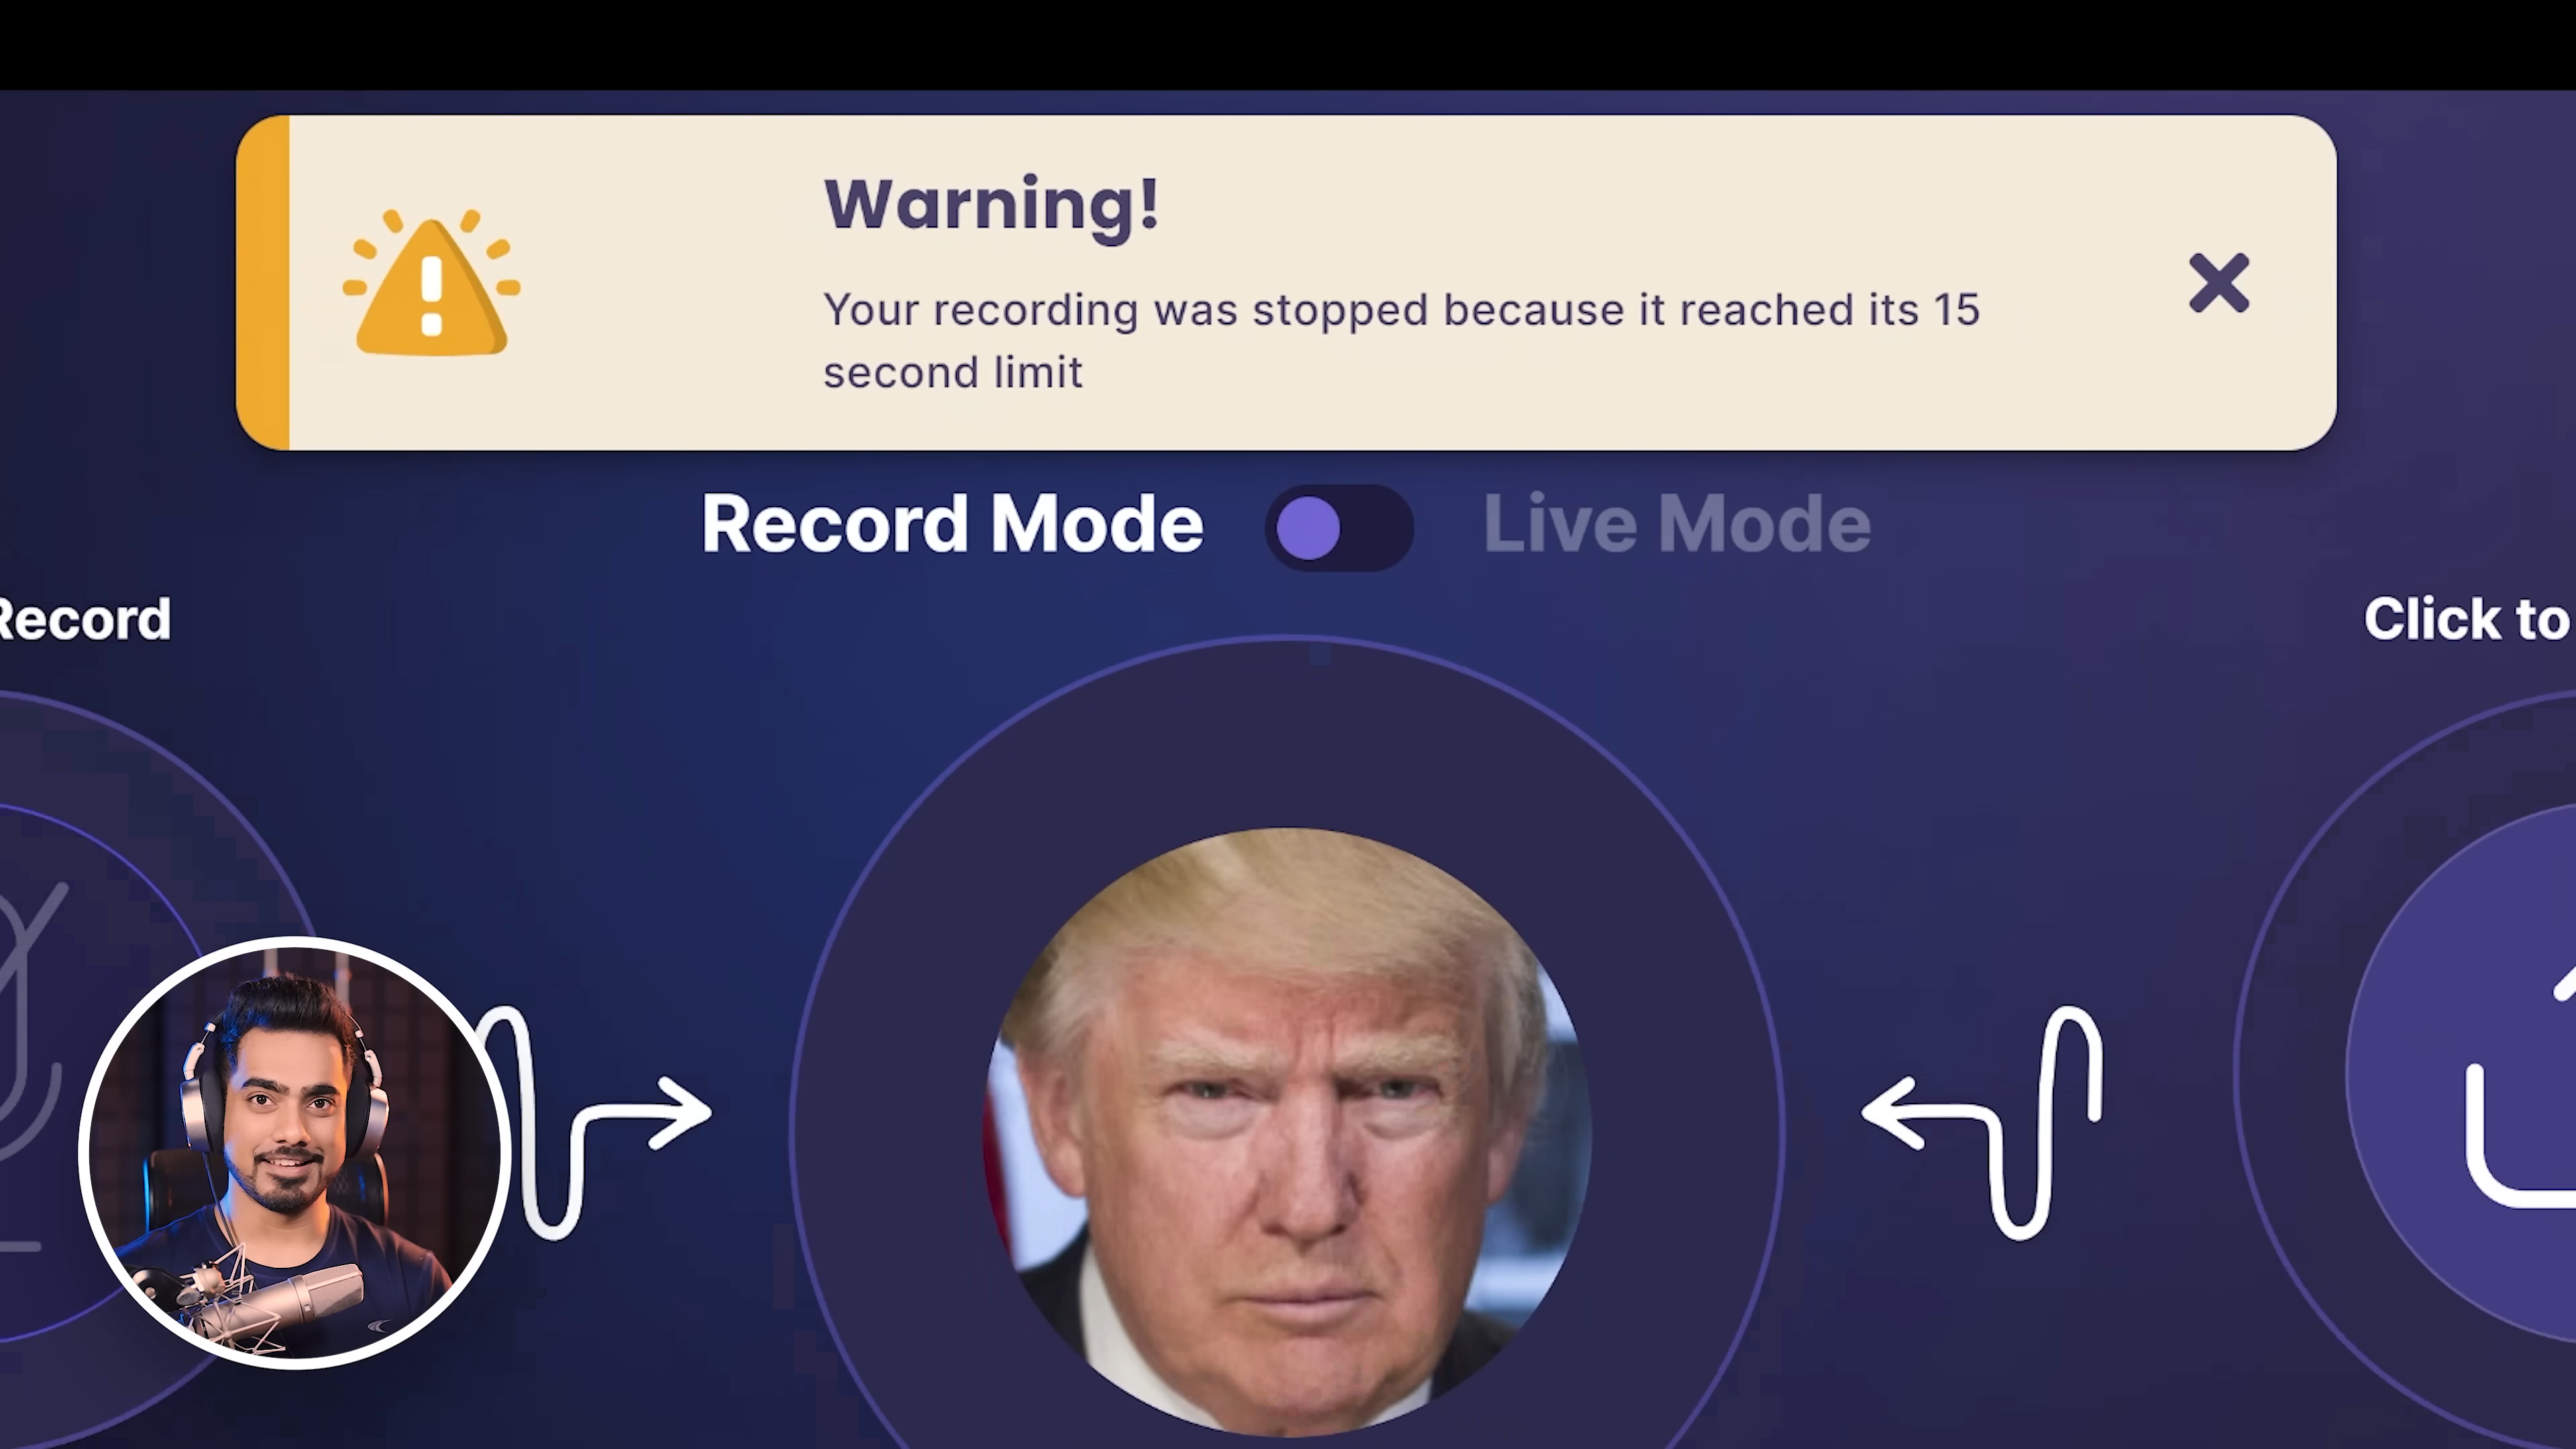 Warning!
Your recording was stopped because it reached its 15
second limit
Record Mode
Live Mode
Record
Click to